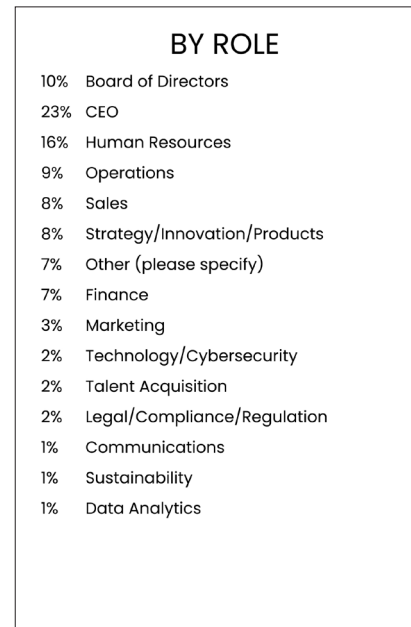 BY ROLE
10% Board of Directors
23% CEO
16% Human Resources
9% Operations
8% Sales
8% Strategy/Innovation/Products
7% Other (please specify)
7% Finance
3% Marketing
2% Technology/Cybersecurity
2% Talent Acquisition
2% Legal/Compliance/Regulation
1% Communications
1% Sustainability
1% Data Analytics